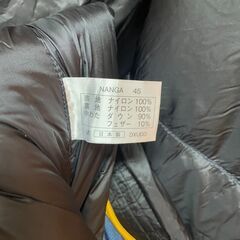 NANGA 45
表地 ナイロン100%
裏地 ナイロン100%
中わた ダウン 90%
フェザー 10%
日本製